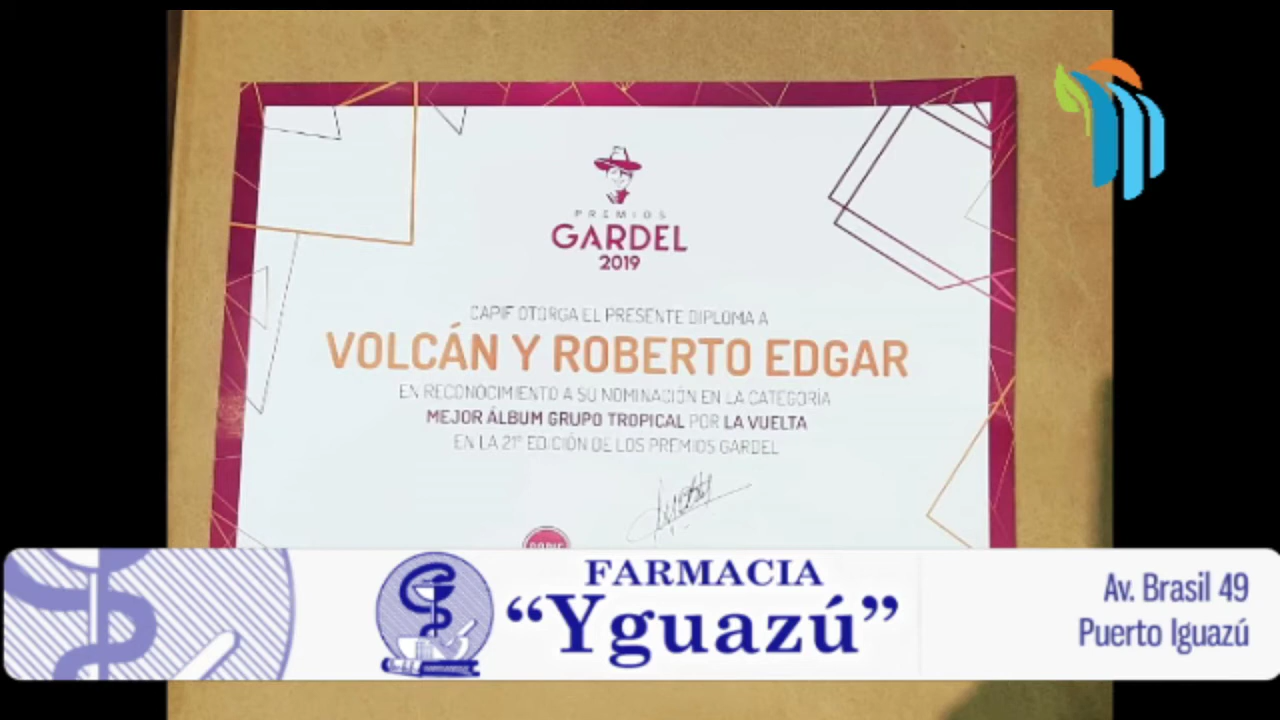 PREMIOS
GARDEL
2019
CAPIF OTORGA EL PRESENTE DIPLOMA A
VOLCÁN Y ROBERTO EDGAR
EN RECONOCIMIENTO A SU NOMINACIÓN EN LA CATEGORÍA
MEJOR ÁLBUM GRUPO TROPICAL POR LA VUELTA
EN LA 21° EDICIÓN DE LOS PREMIOS GARDEL
FARMACIA
“Yguazú”
Av. Brasil 49
Puerto Iguazú